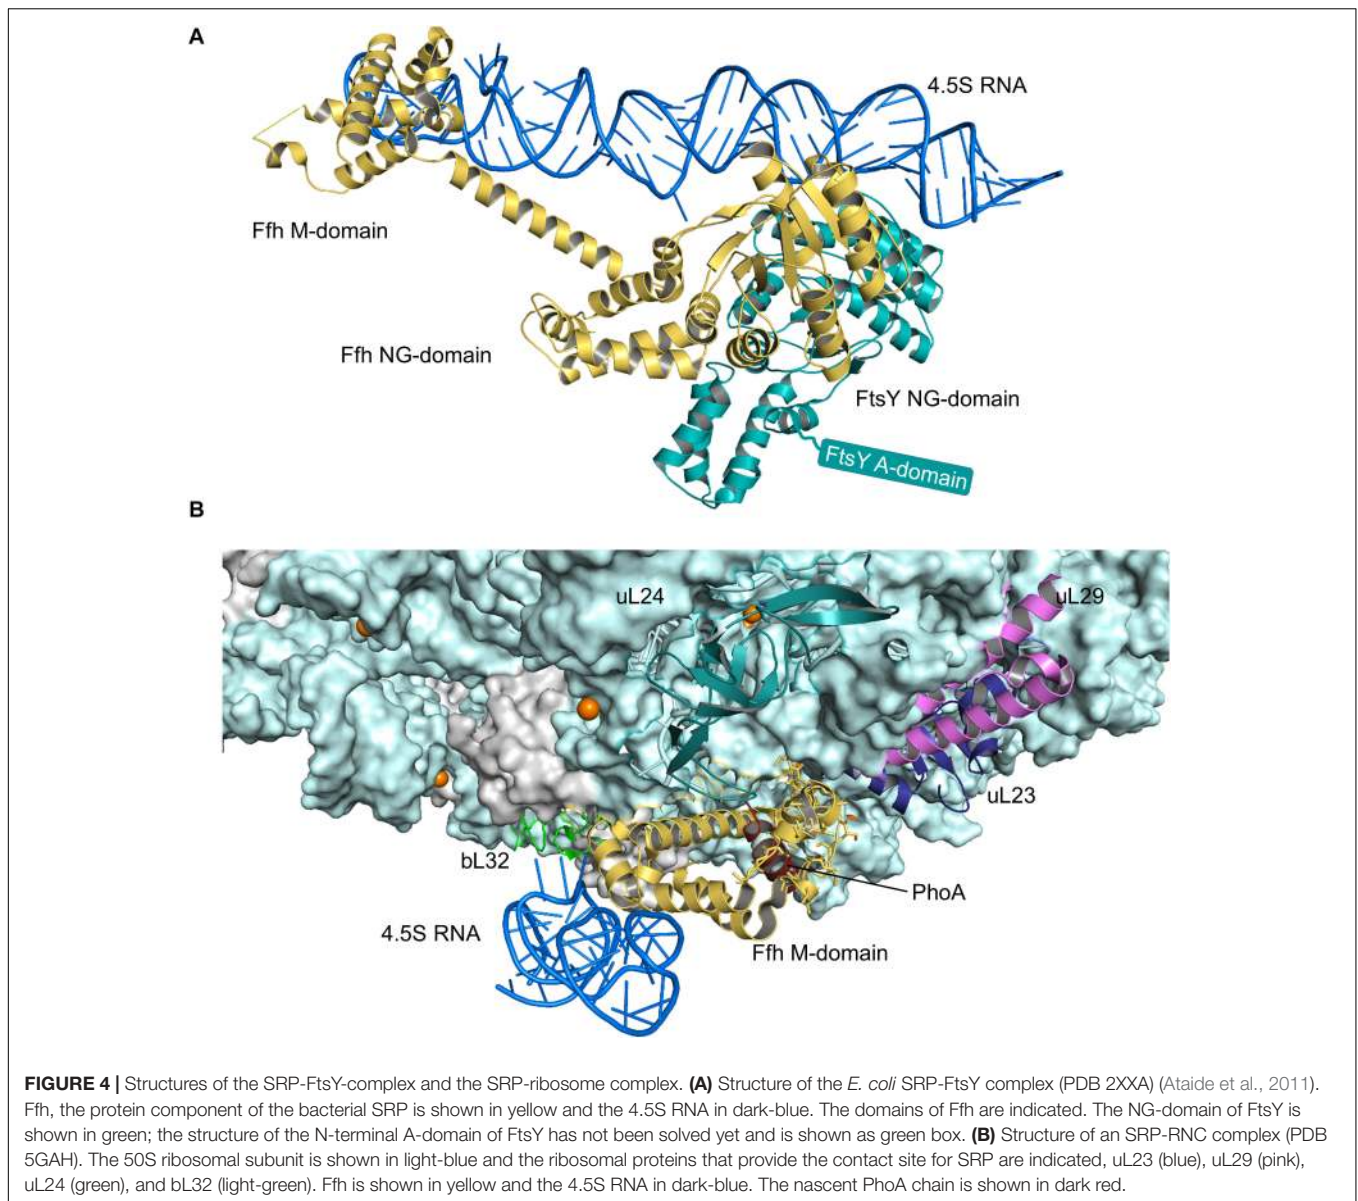 A
4.5S RNA
Ffh M-domain
Ffh NG-domain
FtsY NG-domain
FtsY A-domain
B
uL24
uL29
uL23
bL32
PhoA
4.5S RNA
Ffh M-domain
FIGURE 4 | Structures of the SRP-FtsY-complex and the SRP-ribosome complex. (A) Structure of the E. coli SRP-FtsY complex (PDB 2XXA) (Ataide et al., 2011).
Ffh, the protein component of the bacterial SRP is shown in yellow and the 4.5S RNA in dark-blue. The domains of Ffh are indicated. The NG-domain of FtsY is
shown in green; the structure of the N-terminal A-domain of FtsY has not been solved yet and is shown as green box. (B) Structure of an SRP-RNC complex (PDB
5GAH). The 50S ribosomal subunit is shown in light-blue and the ribosomal proteins that provide the contact site for SRP are indicated, uL23 (blue), uL29 (pink),
uL24 (green), and bL32 (light-green). Ffh is shown in yellow and the 4.5S RNA in dark-blue. The nascent PhoA chain is shown in dark red.